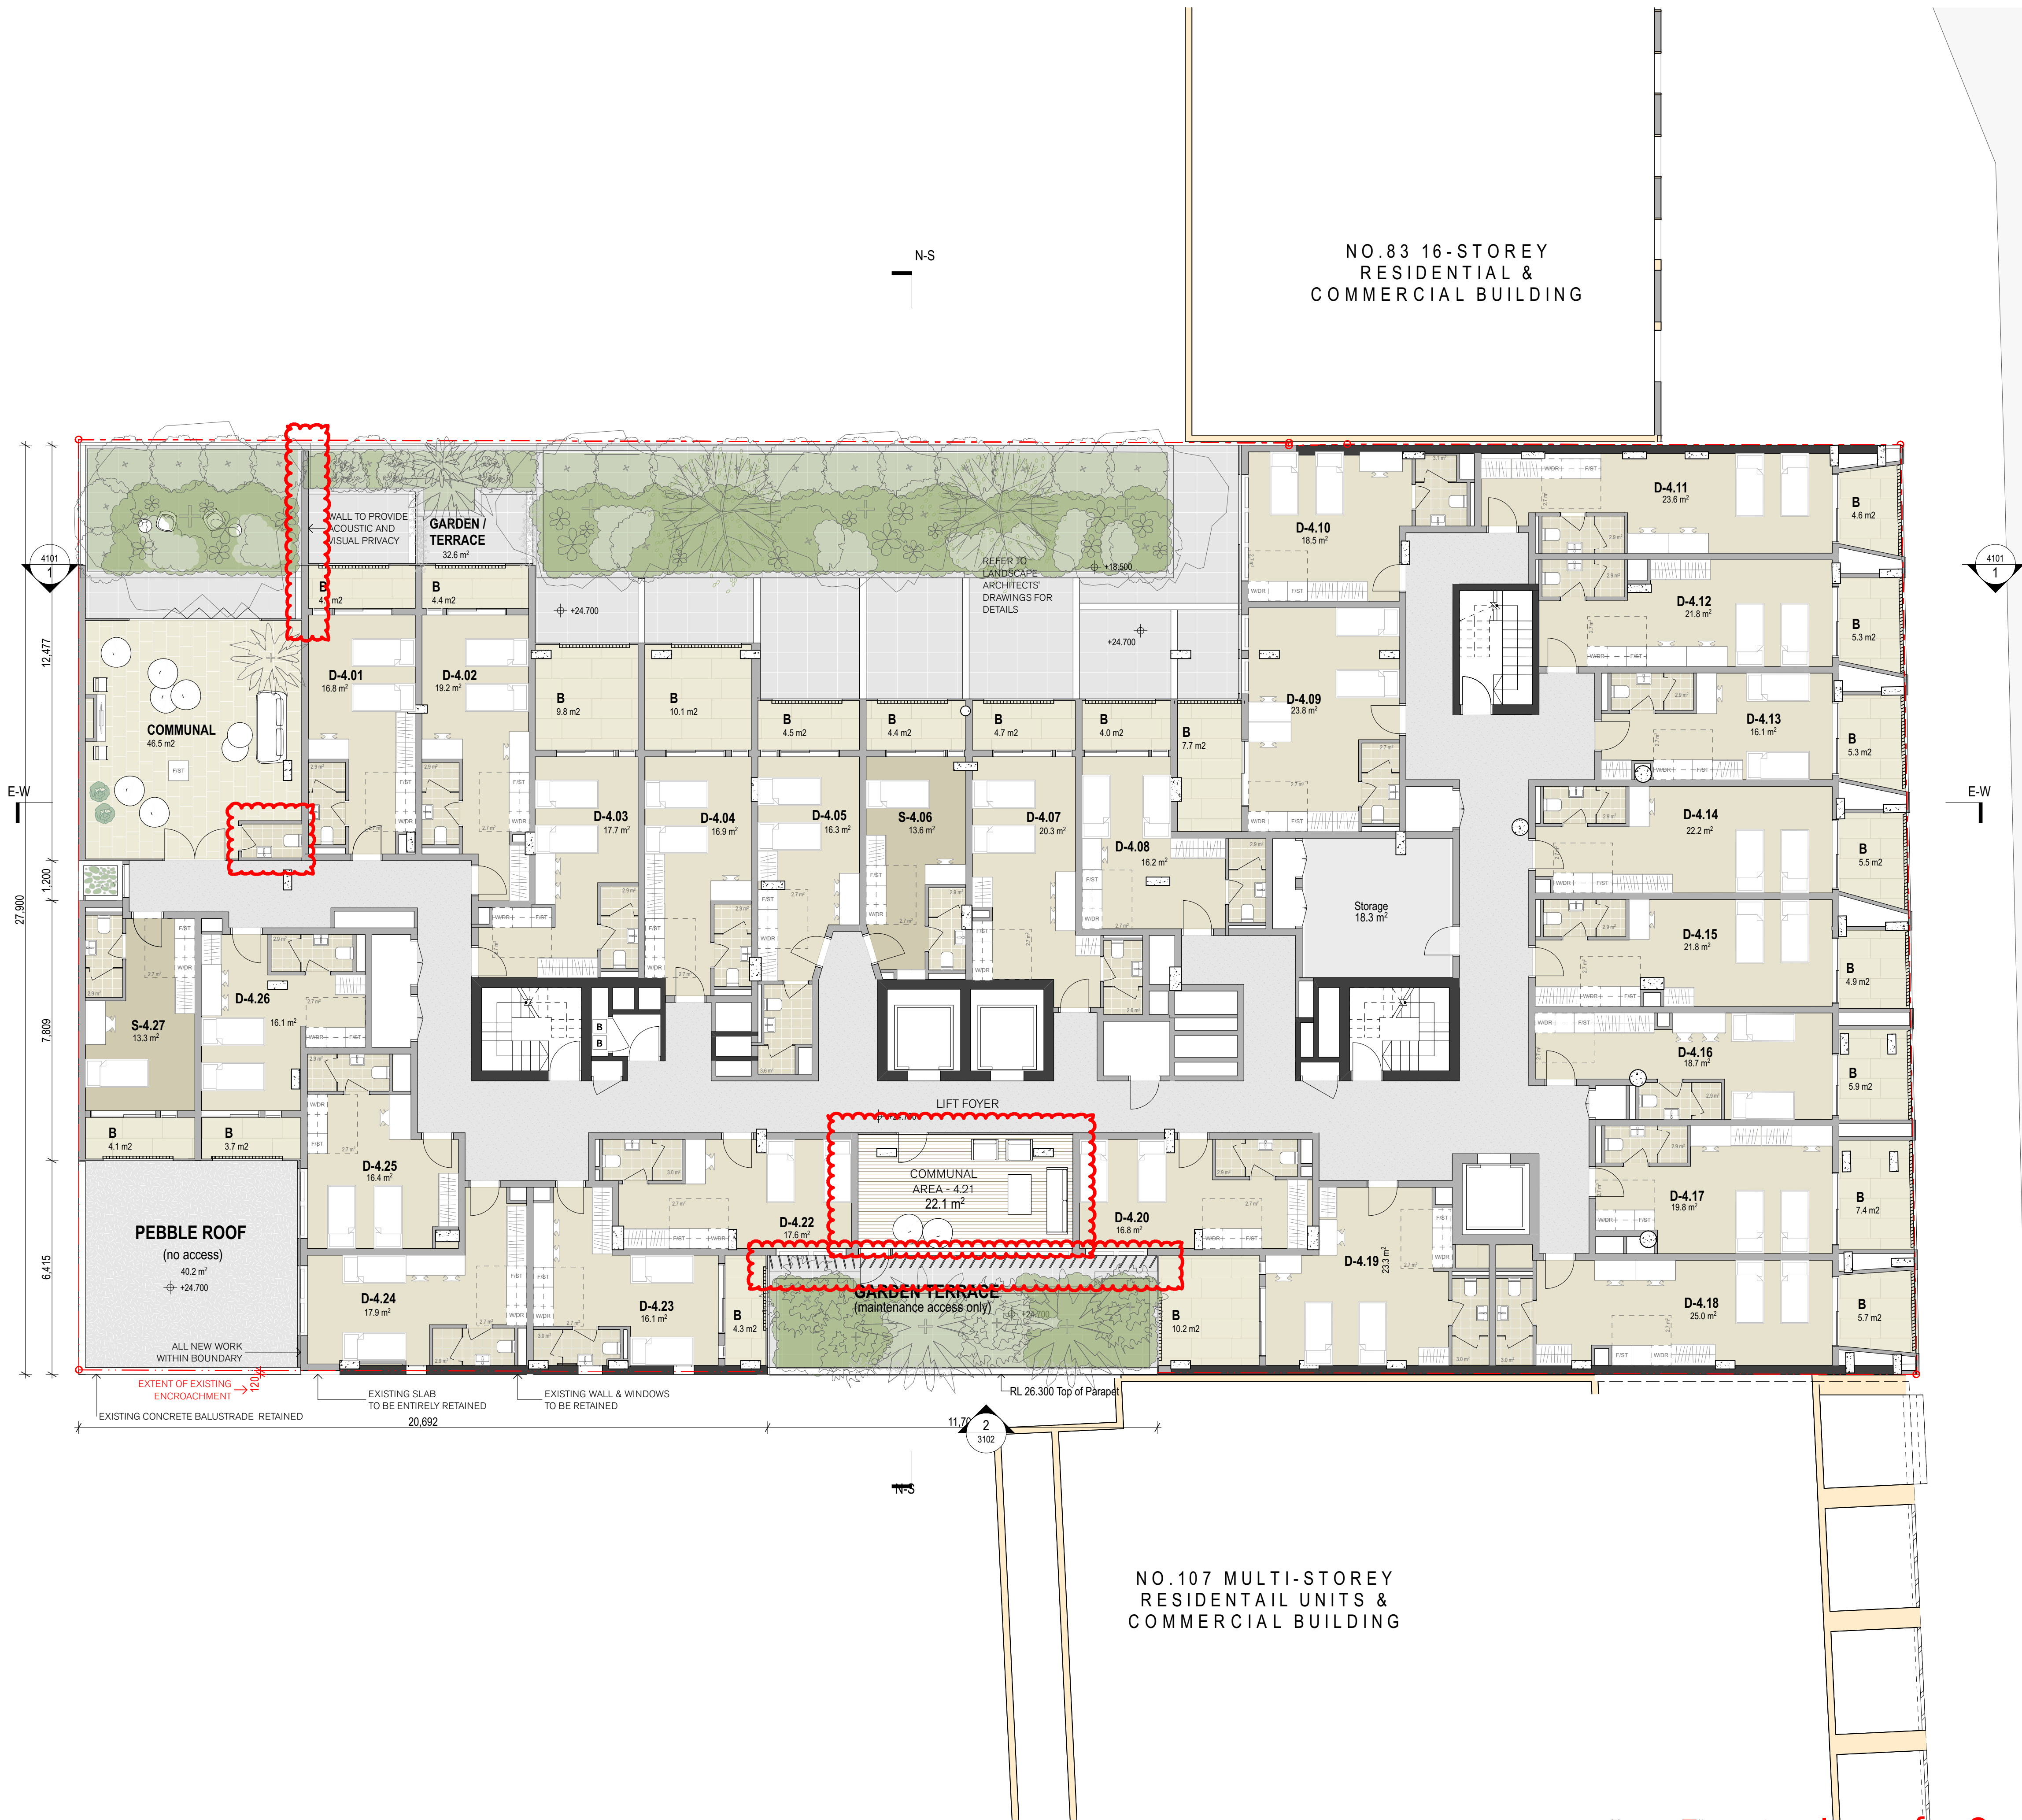 N-S
NO.83 16-STOREY
RESIDENTIAL &
COMMERCIAL BUILDING
4101
1
4101
1
E-W
E-W
27,900
12,477
1,200
7,809
6,415
WALL TO PROVIDE
ACOUSTIC AND
VISUAL PRIVACY
GARDEN /
TERRACE
32.6 m²
REFER TO
LANDSCAPE
ARCHITECTS'
DRAWINGS FOR
DETAILS
+18.500
+24.700
+24.700
B
m2
B
4.4 m2
COMMUNAL
46.5 m2
F/ST
D-4.01
16.8 m²
D-4.02
19.2 m²
B
9.8 m2
B
10.1 m2
B
4.5 m2
B
4.4 m2
B
4.7 m2
B
4.0 m2
B
7.7 m2
D-4.03
17.7 m²
D-4.04
16.9 m²
D-4.05
16.3 m²
S-4.06
13.6 m²
D-4.07
20.3 m²
D-4.08
16.2 m²
D-4.09
23.8 m²
D-4.10
18.5 m²
D-4.11
23.6 m²
B
4.6 m2
D-4.12
21.8 m²
B
5.3 m2
D-4.13
16.1 m²
B
5.3 m2
D-4.14
22.2 m²
B
5.5 m2
D-4.15
21.8 m²
B
4.9 m2
D-4.16
18.7 m²
B
5.9 m2
D-4.17
19.8 m²
B
7.4 m2
D-4.18
25.0 m²
B
5.7 m2
Storage
18.3 m²
S-4.27
13.3 m²
D-4.26
16.1 m²
B
4.1 m2
B
3.7 m2
B
B
LIFT FOYER
D-4.25
16.4 m²
D-4.24
17.9 m²
D-4.23
16.1 m²
D-4.22
17.6 m²
COMMUNAL
AREA - 4.21
22.1 m²
D-4.20
16.8 m²
D-4.19
23.3 m²
B
4.3 m2
B
10.2 m2
GARDEN TERRACE
(maintenance access only)
+24.700
PEBBLE ROOF
(no access)
40.2 m²
+24.700
ALL NEW WORK
WITHIN BOUNDARY
EXTENT OF EXISTING
ENCROACHMENT
120
EXISTING CONCRETE BALUSTRADE RETAINED
EXISTING SLAB
TO BE ENTIRELY RETAINED
EXISTING WALL & WINDOWS
TO BE RETAINED
RL 26.300 Top of Parapet
20,692
11,70
2
3102
N-S
NO.107 MULTI-STOREY
RESIDENTAIL UNITS &
COMMERCIAL BUILDING